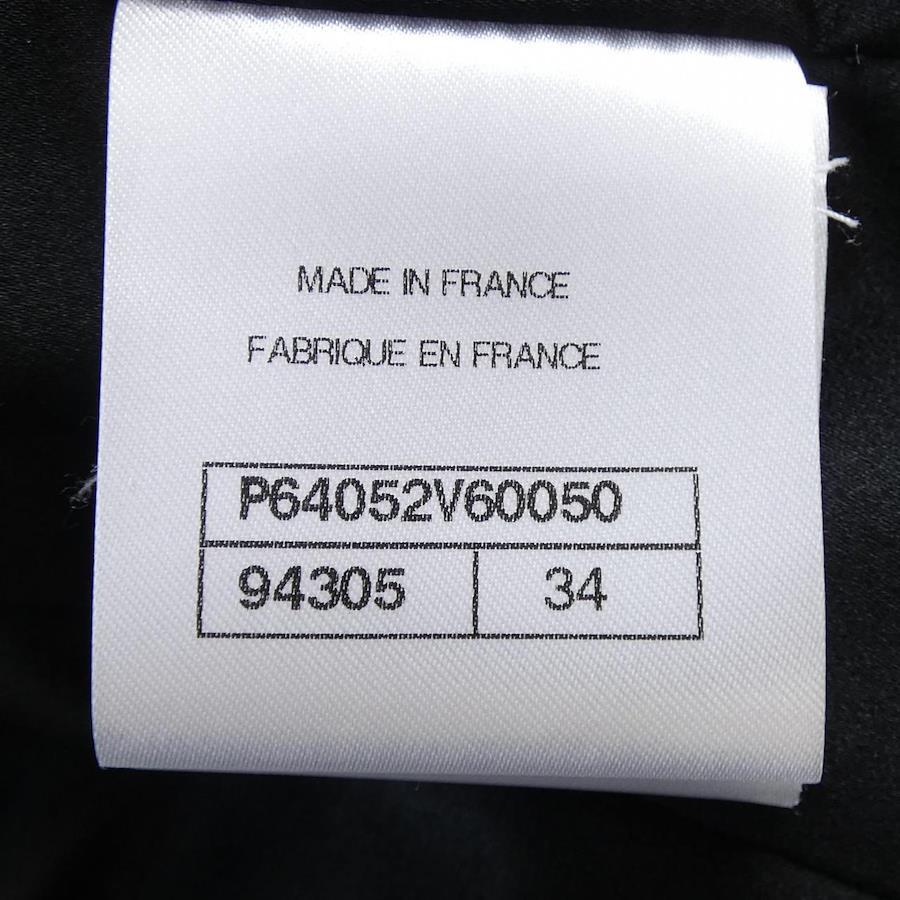 MADE IN FRANCE
FABRIQUE EN FRANCE
P64052V60050
94305 34